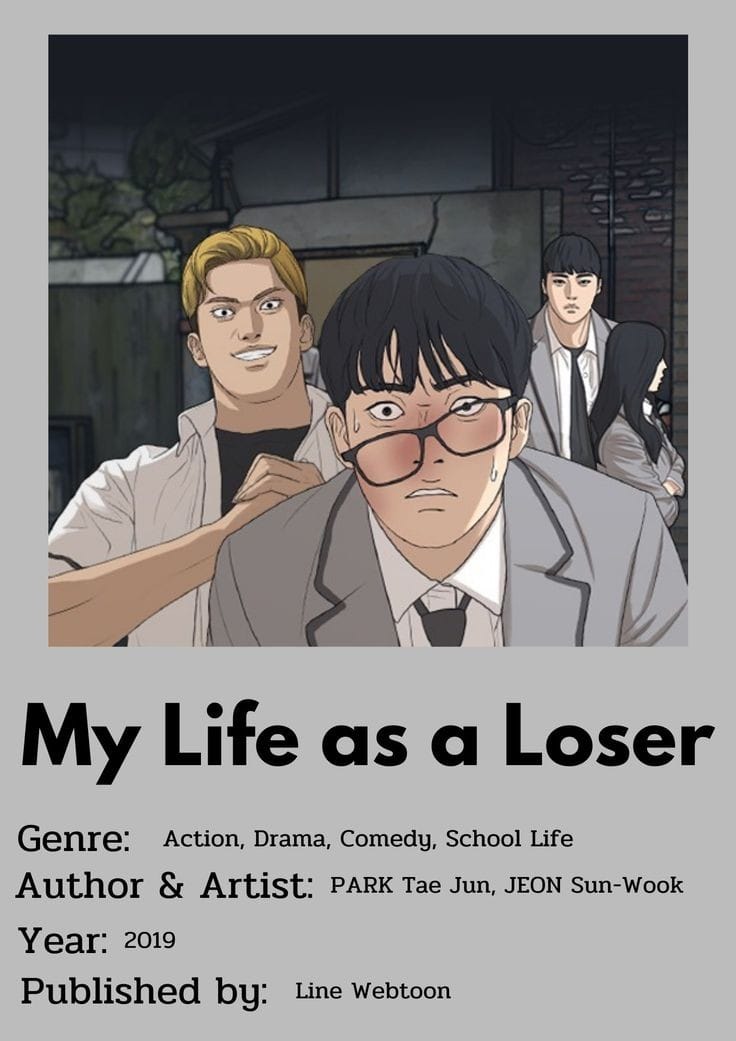 My Life as a Loser
Genre: Action, Drama, Comedy, School Life
Author & Artist: PARK Tae Jun, JEON Sun-Wook
Year: 2019
Published by: Line Webtoon